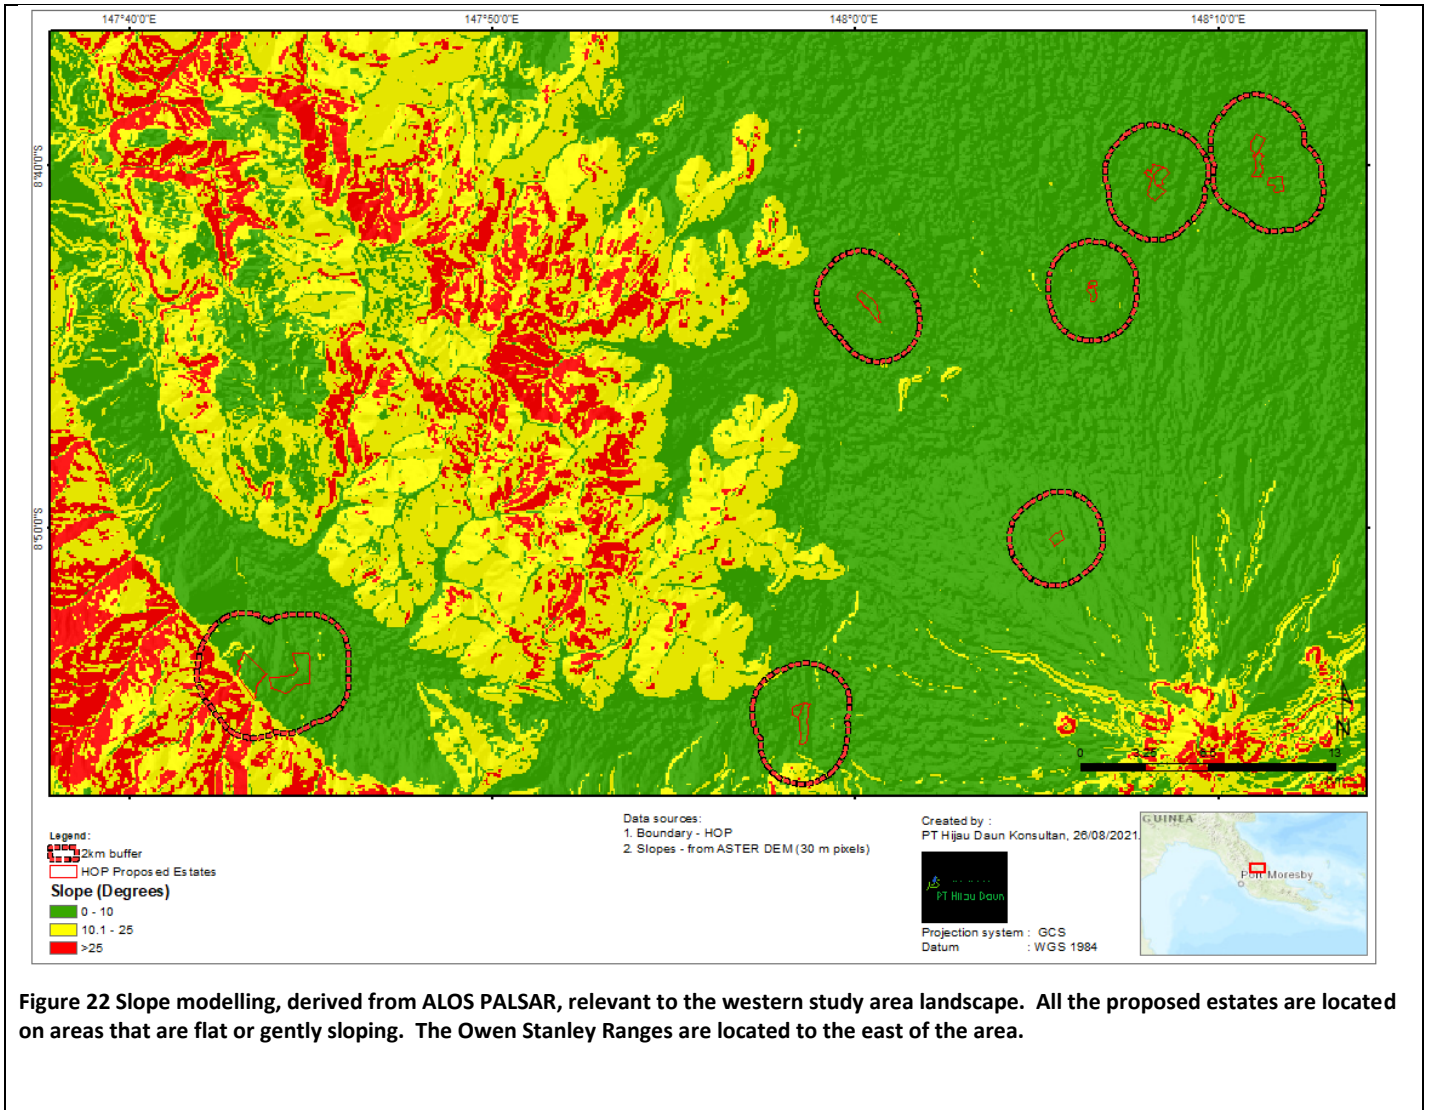 147°40'0"E 147°50'0"E 148°0'0"E 148°10'0"E
8°40'0"S
8°50'0"S
N
0 3.25 6.5 13
Km
Legend:
2km buffer
HOP Proposed Estates
Slope (Degrees)
0 - 10
10.1 - 25
>25
Data sources:
1. Boundary - HOP
2. Slopes - from ASTER DEM (30 m pixels)
Created by :
PT Hijau Daun Konsultan, 26/08/2021.
PT Hijau Daun
Projection system : GCS
Datum : WGS 1984
GUINEA
Port Moresby
Figure 22 Slope modelling, derived from ALOS PALSAR, relevant to the western study area landscape. All the proposed estates are located
on areas that are flat or gently sloping. The Owen Stanley Ranges are located to the east of the area.